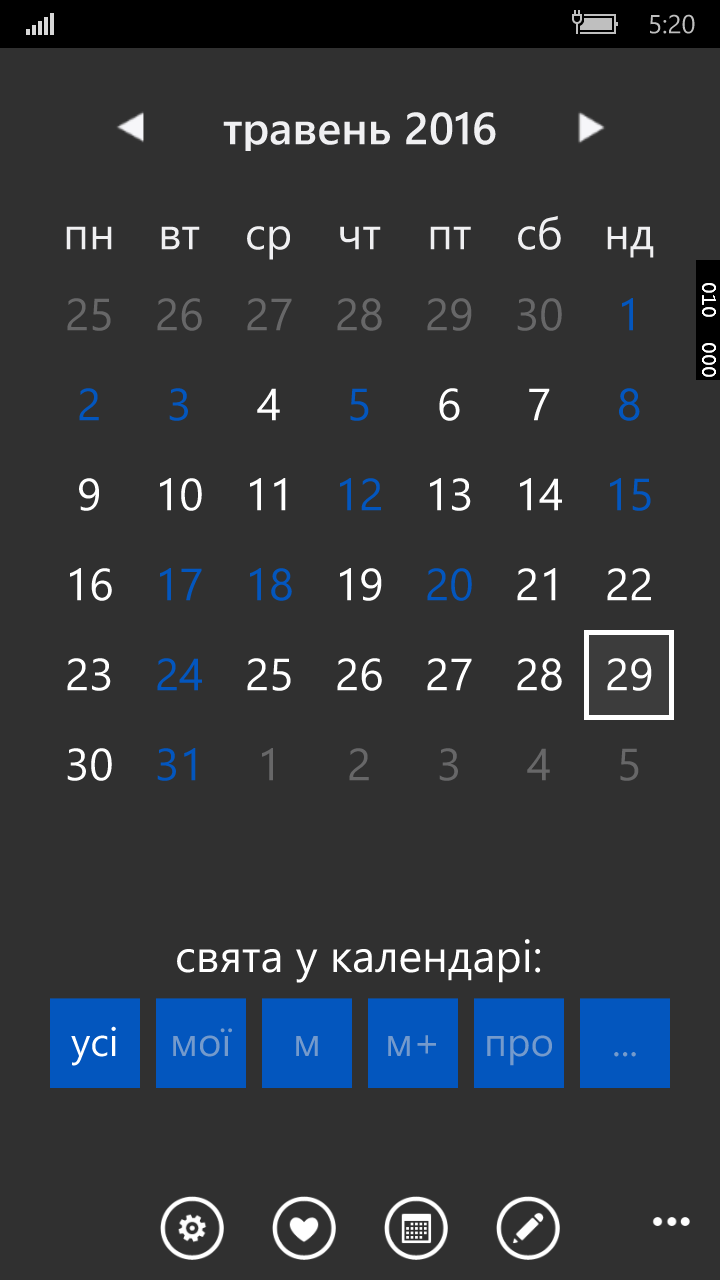 5:20
травень 2016
пн вт ср чт пт сб нд
25 26 27 28 29 30 1
2 3 4 5 6 7 8
9 10 11 12 13 14 15
16 17 18 19 20 21 22
23 24 25 26 27 28 29
30 31 1 2 3 4 5
010
000
свята у календарі:
усі мої м м+ про ...